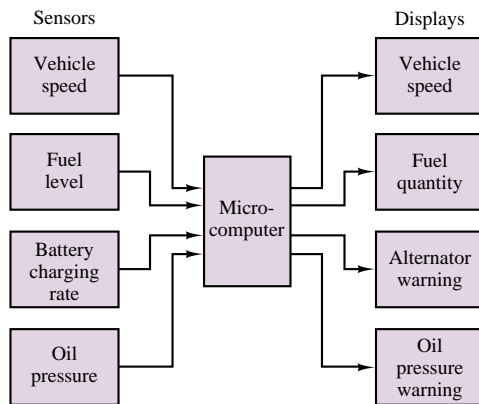 Sensors
Vehicle
speed
Fuel
level
Battery
charging
rate
Oil
pressure
Micro-
computer
Displays
Vehicle
speed
Fuel
quantity
Alternator
warning
Oil
pressure
warning